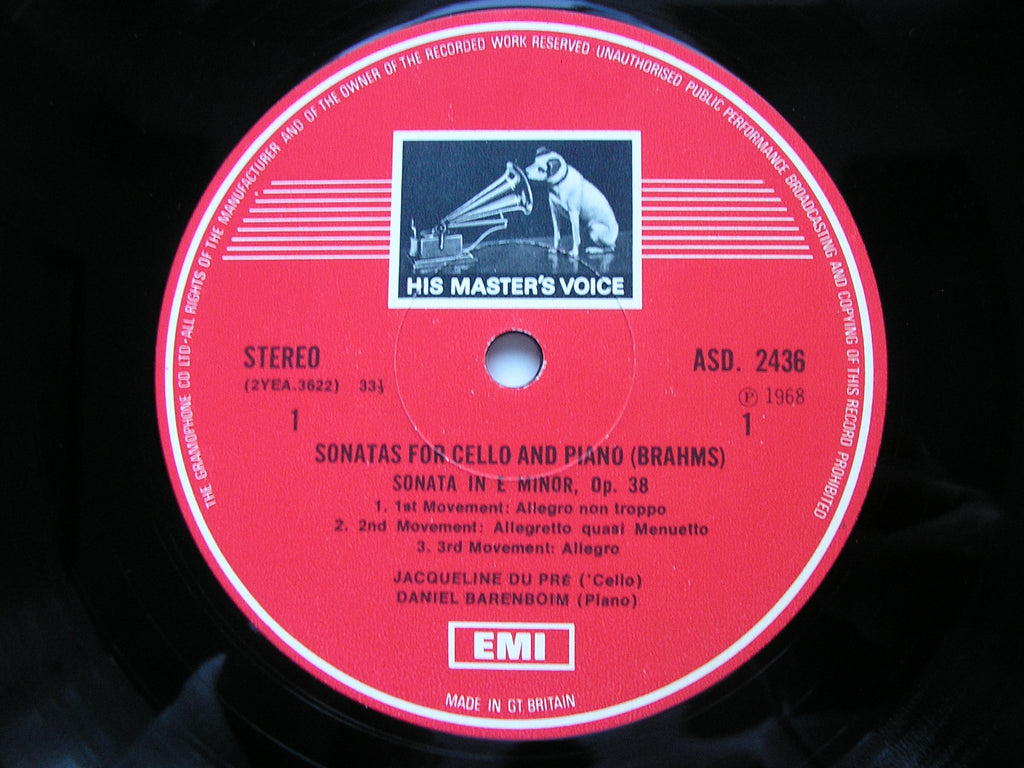 THE GRAMOPHONE CO LTD-ALL RIGHTS OF THE MANUFACTURER AND OF THE OWNER OF THE RECORDED WORK RESERVED·UNAUTHORISED PUBLIC PERFORMANCE BROADCASTING AND COPYING OF THIS RECORD PROHIBITED
HIS MASTER'S VOICE
STEREO
ASD. 2436
(2YEA.3622) 33⅓
℗ 1968
1
1
SONATAS FOR CELLO AND PIANO (BRAHMS)
SONATA IN E MINOR, Op. 38
1. 1st Movement: Allegro non troppo
2. 2nd Movement: Allegretto quasi Menuetto
3. 3rd Movement: Allegro
JACQUELINE DU PRÉ ('Cello)
DANIEL BARENBOIM (Piano)
EMI
MADE IN GT. BRITAIN